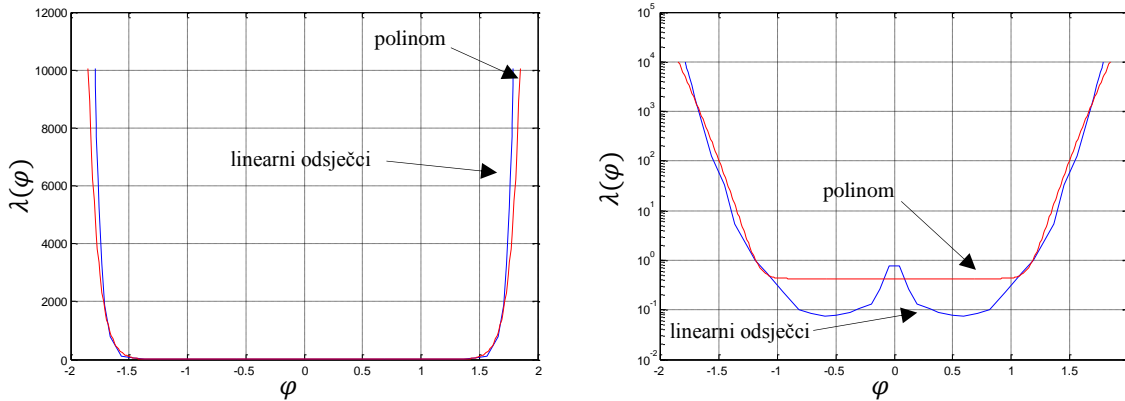 12000
10000
8000
6000
4000
2000
0
-2 -1.5 -1 -0.5 0 0.5 1 1.5 2
λ(φ)
φ
polinom
linearni odsječci
10^5
10^4
10^3
10^2
10^1
10^0
10^-1
10^-2
-2 -1.5 -1 -0.5 0 0.5 1 1.5
λ(φ)
φ
polinom
linearni odsječci